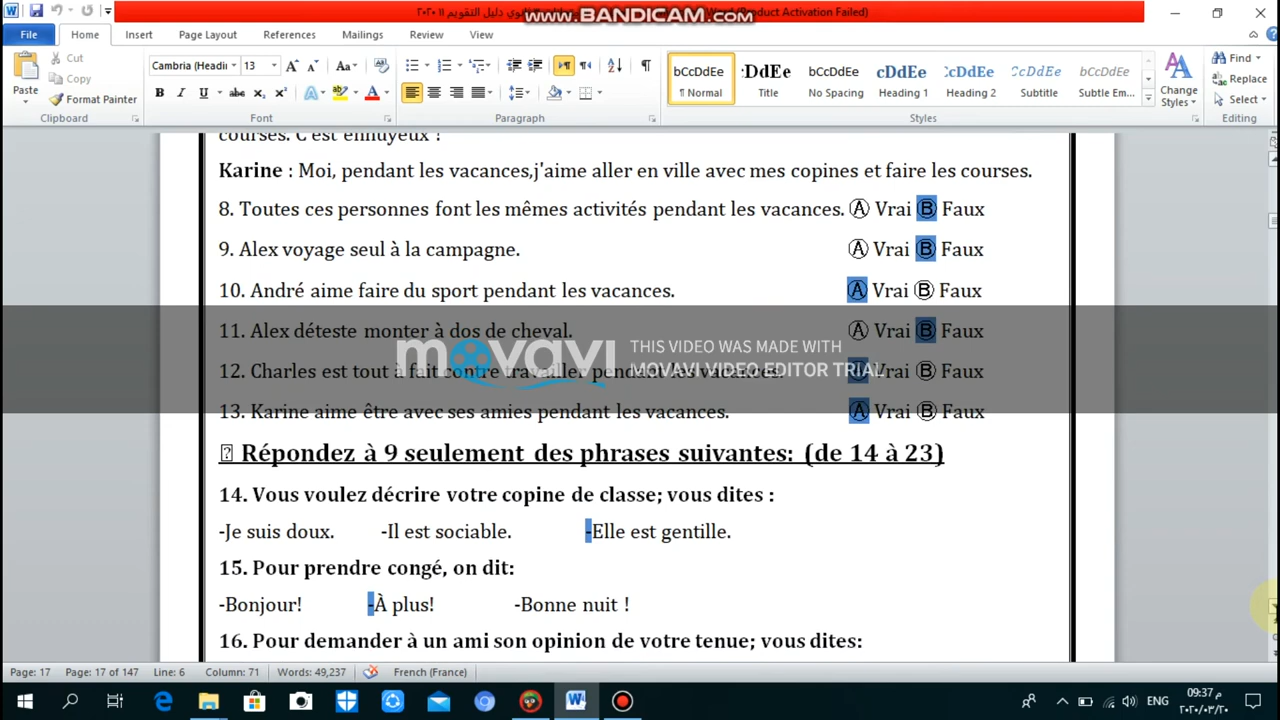 دليل التقويم ١١ ٢٠٢٠
(Product Activation Failed)
www.BANDICAM.com
File Home Insert Page Layout References Mailings Review View
Paste
Cut
Copy
Format Painter
Clipboard
Cambria (Headin 13
Font
Paragraph
bCcDdEe :DdEe bCcDdEe cDdEe bCcDdEe bCcDdEe bCcDdEe
¶ Normal Title No Spacing Heading 1 Heading 2 Subtitle Subtle Em...
Styles
Change Styles
Find
Replace
Select
Editing
courses. C'est ennuyeux !
Karine : Moi, pendant les vacances,j'aime aller en ville avec mes copines et faire les courses.
8. Toutes ces personnes font les mêmes activités pendant les vacances. Ⓐ Vrai Ⓑ Faux
9. Alex voyage seul à la campagne. Ⓐ Vrai Ⓑ Faux
10. André aime faire du sport pendant les vacances. Ⓐ Vrai Ⓑ Faux
11. Alex déteste monter à dos de cheval. Ⓐ Vrai Ⓑ Faux
movavi
THIS VIDEO WAS MADE WITH
MOVAVI VIDEO EDITOR TRIAL
12. Charles est tout à fait contre travailler pendant les vacances. Ⓐ Vrai Ⓑ Faux
13. Karine aime être avec ses amies pendant les vacances. Ⓐ Vrai Ⓑ Faux
Répondez à 9 seulement des phrases suivantes: (de 14 à 23)
14. Vous voulez décrire votre copine de classe; vous dites :
-Je suis doux. -Il est sociable. -Elle est gentille.
15. Pour prendre congé, on dit:
-Bonjour! -À plus! -Bonne nuit !
16. Pour demander à un ami son opinion de votre tenue; vous dites:
Page: 17 Page: 17 of 147 Line: 6 Column: 71 Words: 49,237 French (France)
ENG
09:37 م
٢٠٢٠/٠٣/٢٠